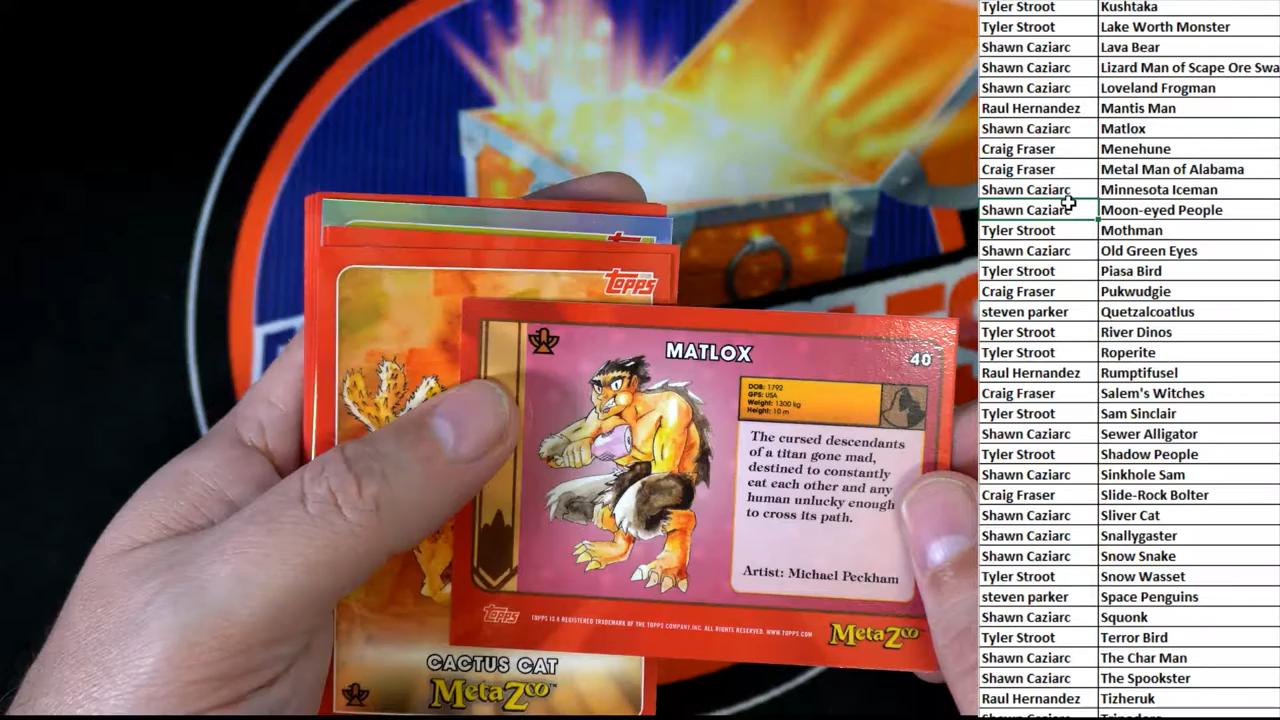 TOPPS
MATLOX
40
DOB: 1792
GPS: USA
Weight: 1300 kg
Height: 10 m
The cursed descendants
of a titan gone mad,
destined to constantly
eat each other and any
human unlucky enough
to cross its path.
Artist: Michael Peckham
TOPPS
TOPPS IS A REGISTERED TRADEMARK OF THE TOPPS COMPANY, INC. ALL RIGHTS RESERVED. WWW.TOPPS.COM
MetaZoo
CACTUS CAT
MetaZoo
Tyler Stroot Kushtaka
Tyler Stroot Lake Worth Monster
Shawn Caziarc Lava Bear
Shawn Caziarc Lizard Man of Scape Ore Swa
Shawn Caziarc Loveland Frogman
Raul Hernandez Mantis Man
Shawn Caziarc Matlox
Craig Fraser Menehune
Craig Fraser Metal Man of Alabama
Shawn Caziarc Minnesota Iceman
Shawn Caziarc Moon-eyed People
Tyler Stroot Mothman
Shawn Caziarc Old Green Eyes
Tyler Stroot Piasa Bird
Craig Fraser Pukwudgie
steven parker Quetzalcoatlus
Tyler Stroot River Dinos
Tyler Stroot Roperite
Raul Hernandez Rumptifusel
Craig Fraser Salem's Witches
Tyler Stroot Sam Sinclair
Shawn Caziarc Sewer Alligator
Tyler Stroot Shadow People
Shawn Caziarc Sinkhole Sam
Craig Fraser Slide-Rock Bolter
Shawn Caziarc Sliver Cat
Shawn Caziarc Snallygaster
Shawn Caziarc Snow Snake
Tyler Stroot Snow Wasset
steven parker Space Penguins
Shawn Caziarc Squonk
Tyler Stroot Terror Bird
Shawn Caziarc The Char Man
Shawn Caziarc The Spookster
Raul Hernandez Tizheruk